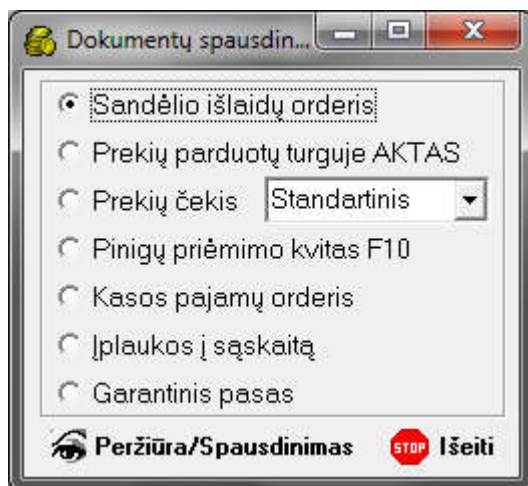 Dokumentų spausdin...
Sandėlio išlaidų orderis
Prekių parduotų turguje AKTAS
Prekių čekis Standartinis
Pinigų priėmimo kvitas F10
Kasos pajamų orderis
Įplaukos į sąskaitą
Garantinis pasas
Peržiūra/Spausdinimas STOP Išeiti